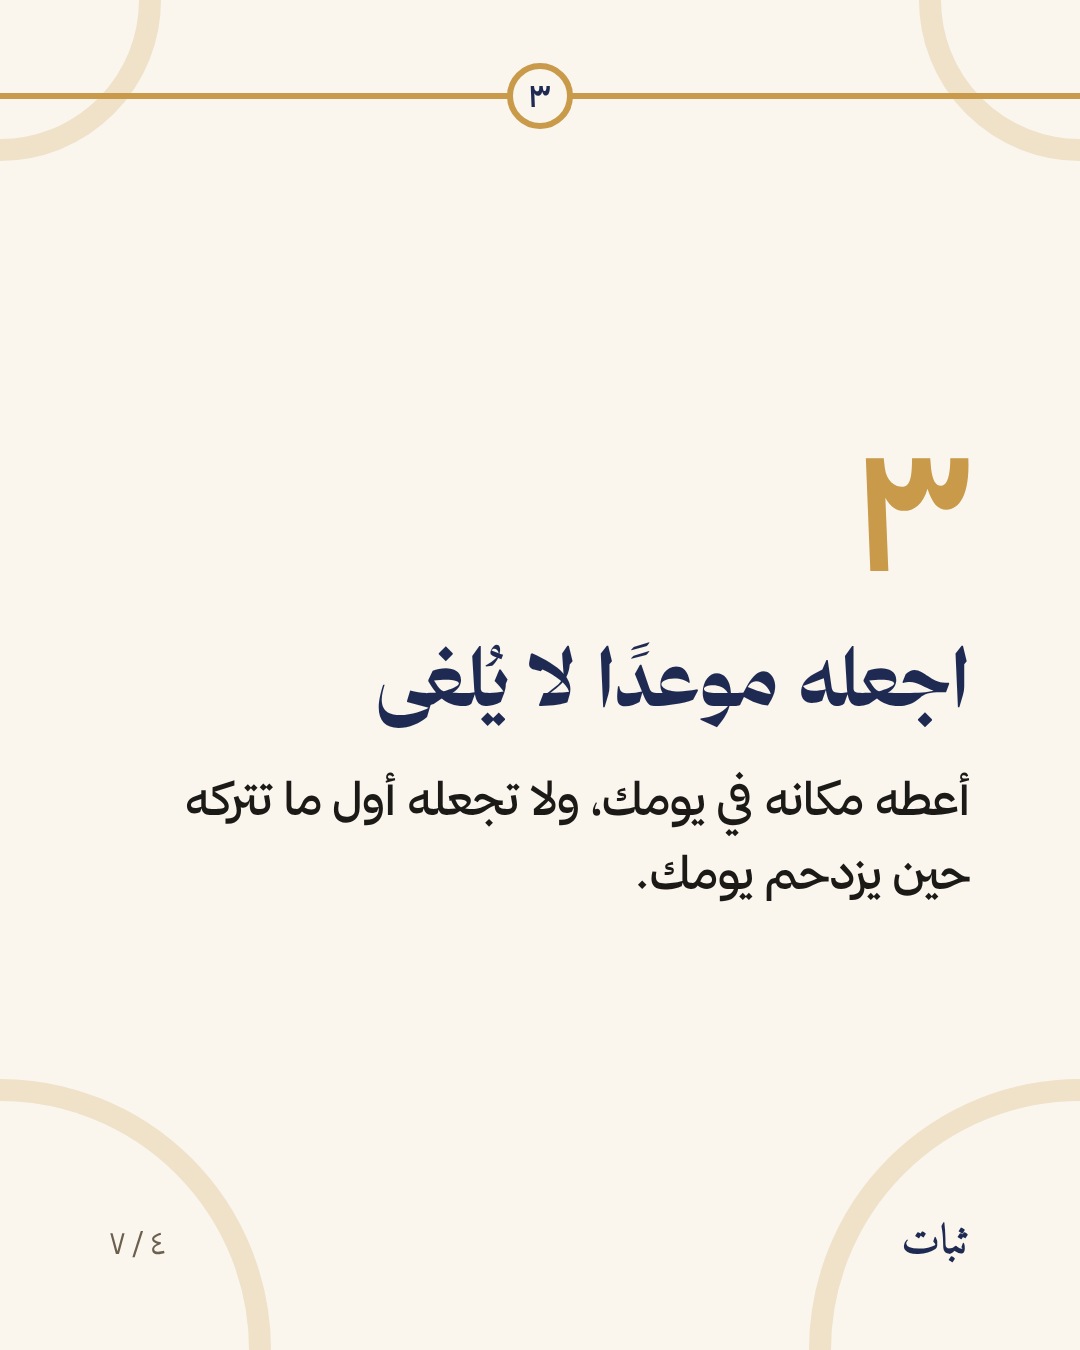 ٣
٣
اجعله موعدًا لا يُلغى
أعطه مكانه في يومك، ولا تجعله أول ما تتركه
حين يزدحم يومك.
ثبات
٤ / ٧